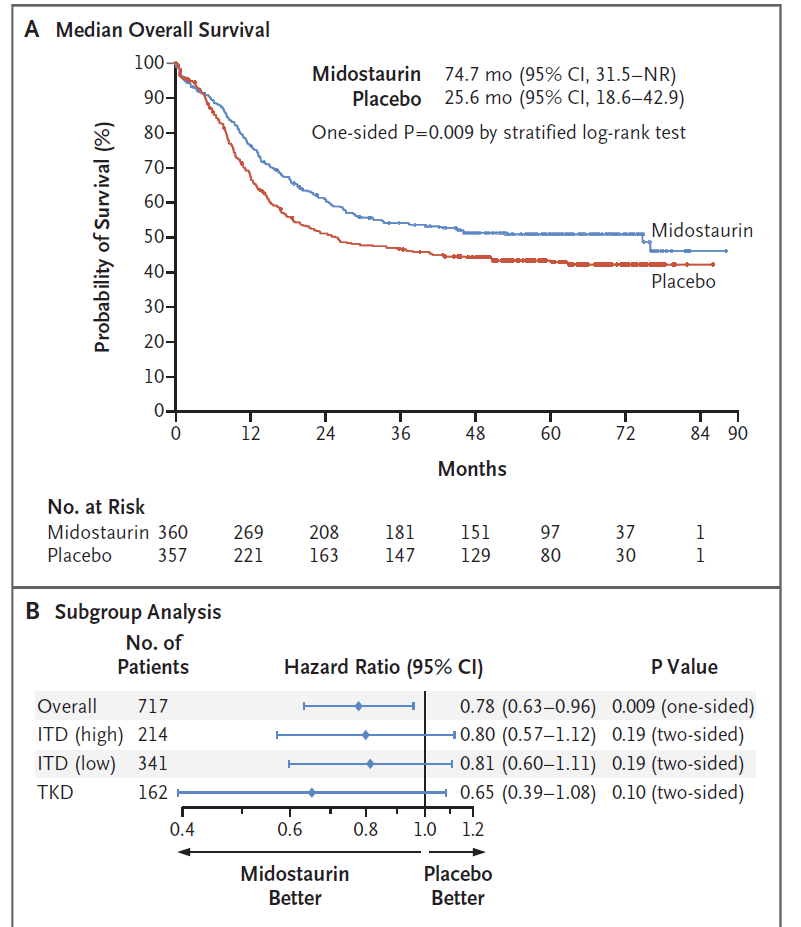 A Median Overall Survival
Midostaurin 74.7 mo (95% CI, 31.5–NR)
Placebo 25.6 mo (95% CI, 18.6–42.9)
One-sided P=0.009 by stratified log-rank test
Probability of Survival (%)
100
90
80
70
60
50
40
30
20
10
0
Midostaurin
Placebo
0 12 24 36 48 60 72 84 90
Months
No. at Risk
Midostaurin 360 269 208 181 151 97 37 1
Placebo 357 221 163 147 129 80 30 1
B Subgroup Analysis
No. of
Patients Hazard Ratio (95% CI) P Value
Overall 717 0.78 (0.63–0.96) 0.009 (one-sided)
ITD (high) 214 0.80 (0.57–1.12) 0.19 (two-sided)
ITD (low) 341 0.81 (0.60–1.11) 0.19 (two-sided)
TKD 162 0.65 (0.39–1.08) 0.10 (two-sided)
0.4 0.6 0.8 1.0 1.2
Midostaurin Placebo
Better Better